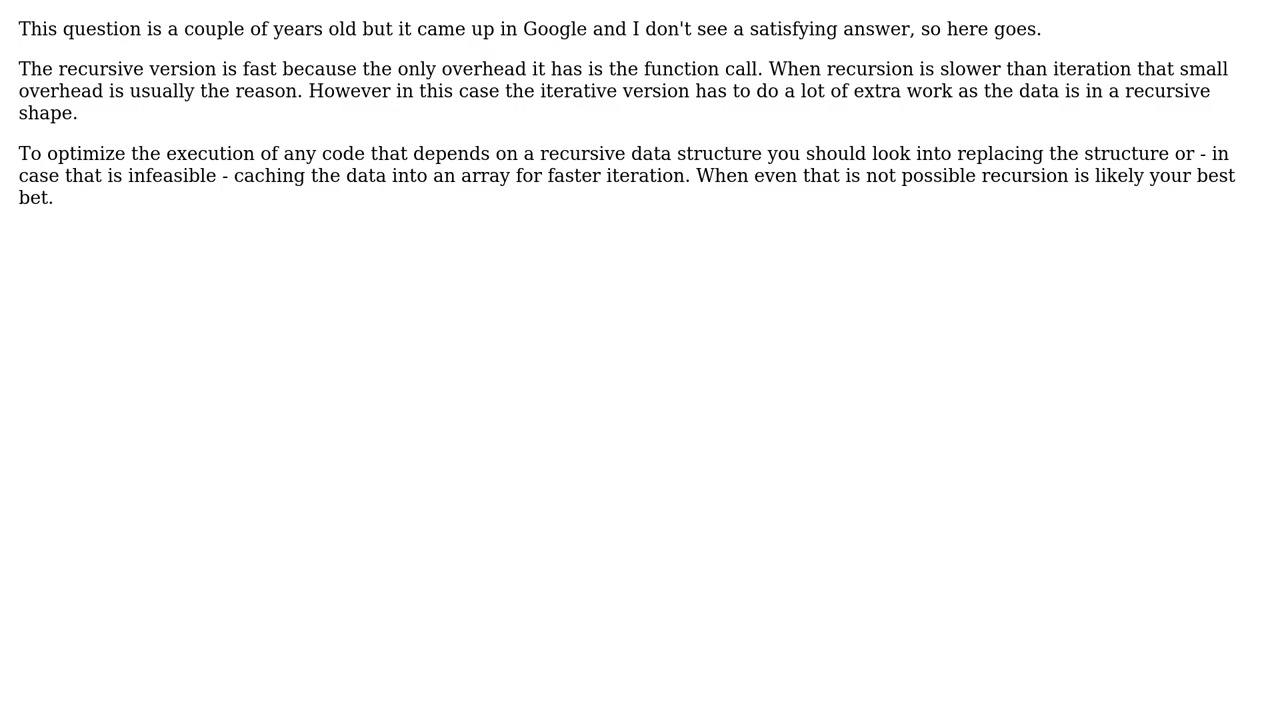 This question is a couple of years old but it came up in Google and I don't see a satisfying answer, so here goes.
The recursive version is fast because the only overhead it has is the function call. When recursion is slower than iteration that small
overhead is usually the reason. However in this case the iterative version has to do a lot of extra work as the data is in a recursive
shape.
To optimize the execution of any code that depends on a recursive data structure you should look into replacing the structure or - in
case that is infeasible - caching the data into an array for faster iteration. When even that is not possible recursion is likely your best
bet.